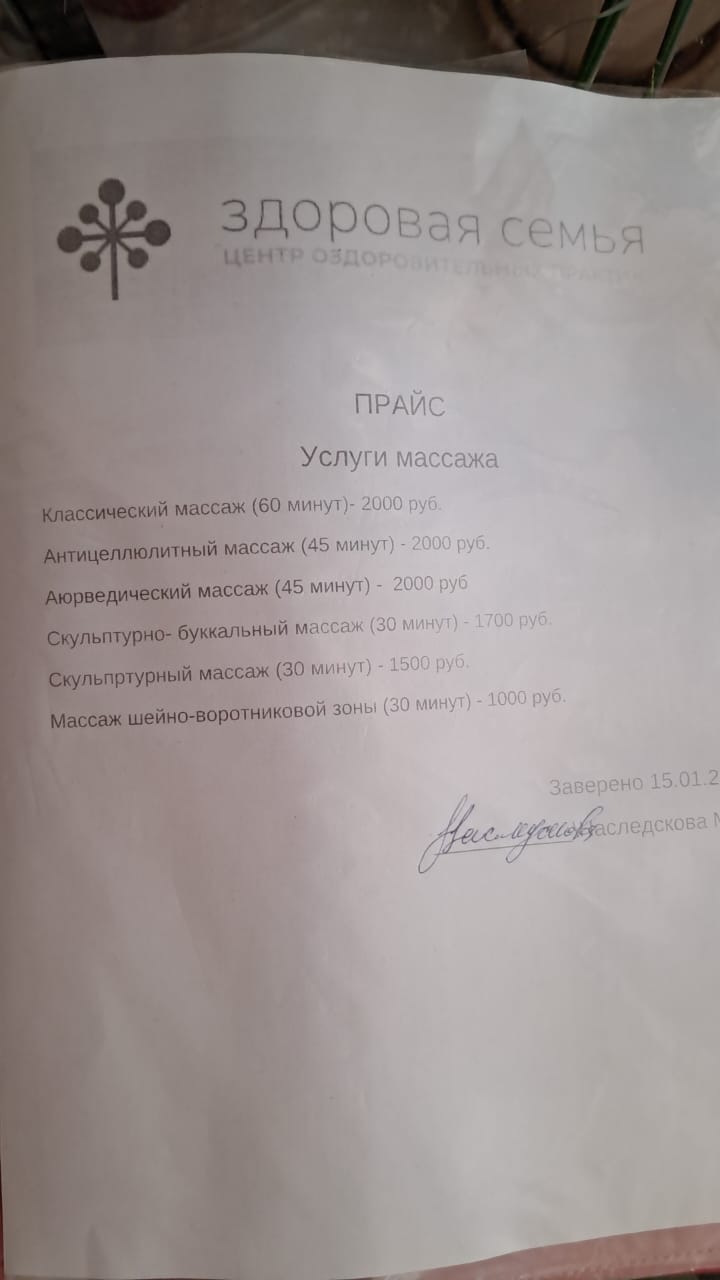 здоровая семья
ЦЕНТР ОЗДОРОВИТЕЛЬНЫХ ПРАКТИК
ПРАЙС
Услуги массажа
Классический массаж (60 минут)- 2000 руб.
Антицеллюлитный массаж (45 минут) - 2000 руб.
Аюрведический массаж (45 минут) - 2000 руб
Скульптурно- буккальный массаж (30 минут) - 1700 руб.
Скульпртурный массаж (30 минут) - 1500 руб.
Массаж шейно-воротниковой зоны (30 минут) - 1000 руб.
Заверено 15.01.2
аследскова